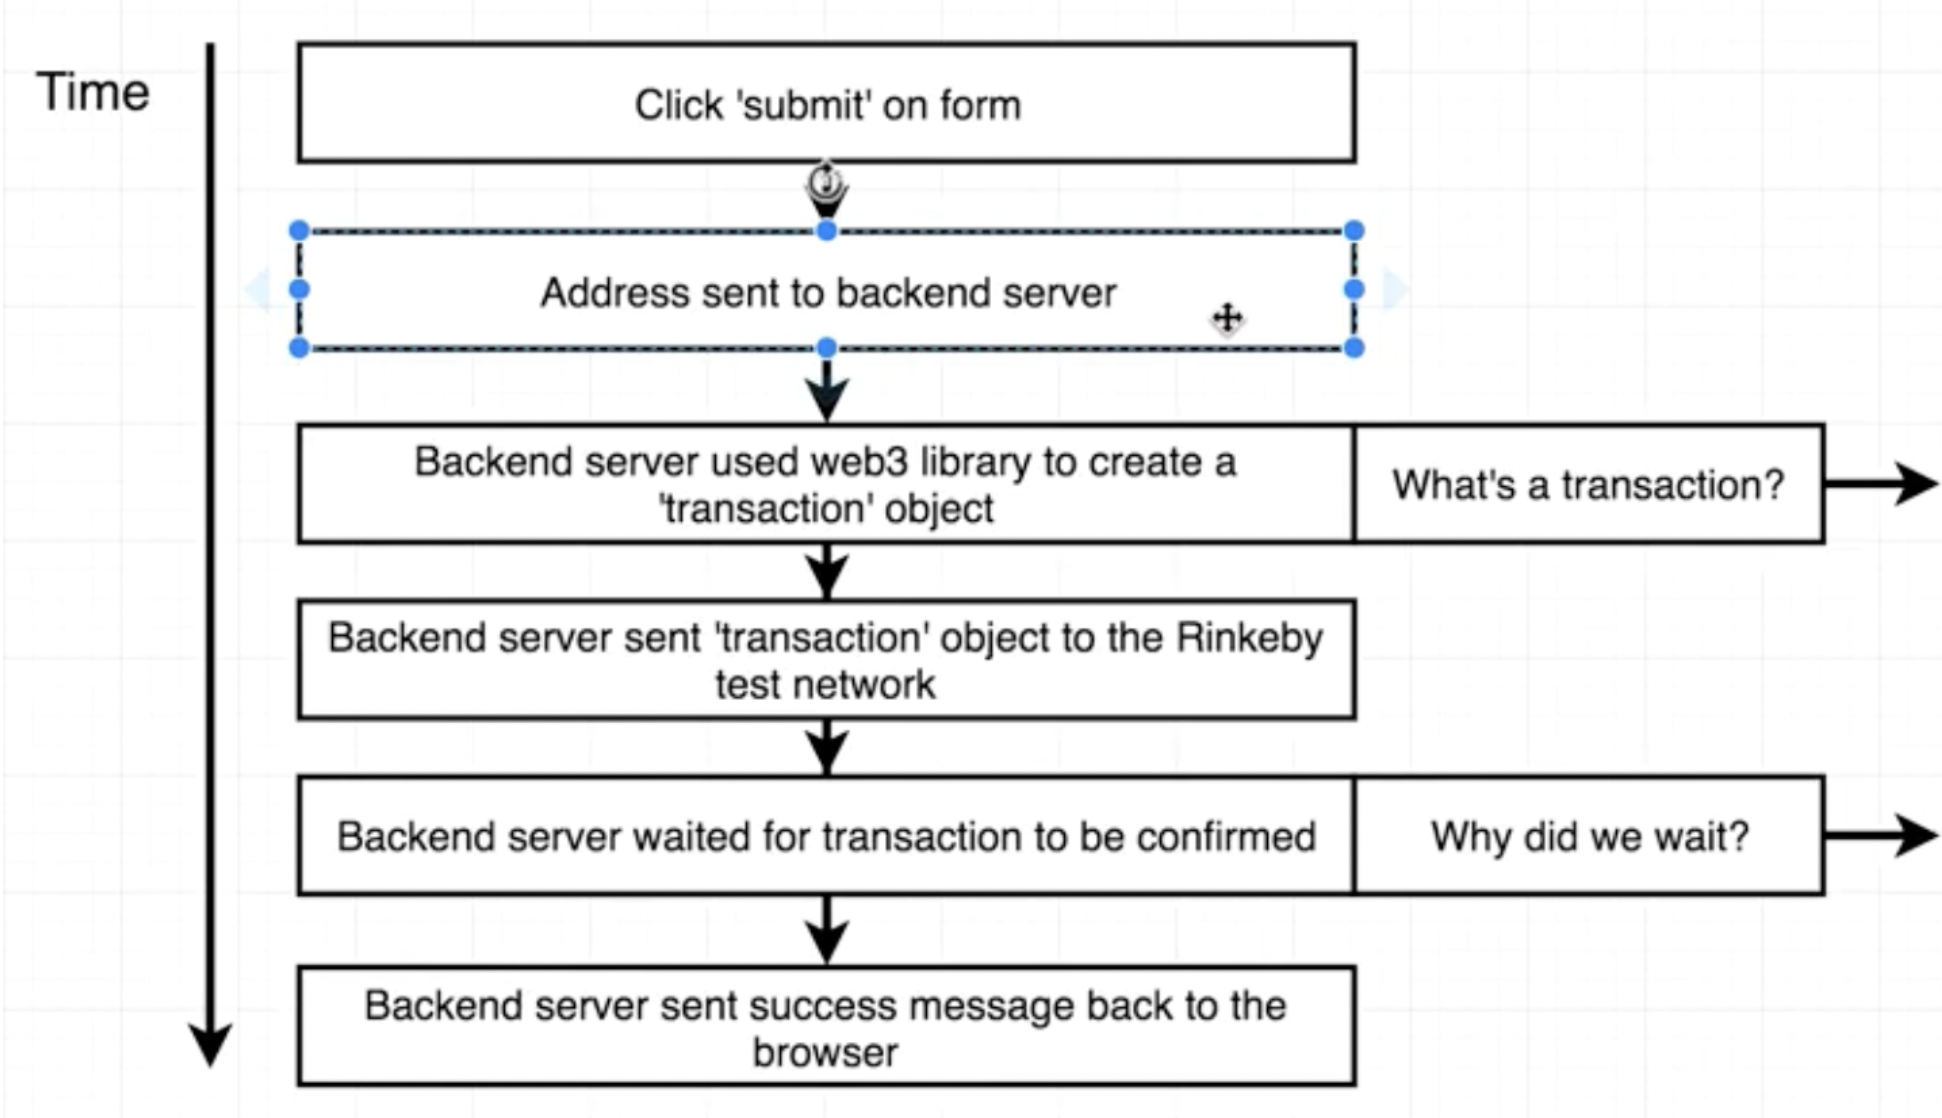 Time
Click 'submit' on form
Address sent to backend server
Backend server used web3 library to create a
'transaction' object
What's a transaction?
Backend server sent 'transaction' object to the Rinkeby
test network
Backend server waited for transaction to be confirmed
Why did we wait?
Backend server sent success message back to the
browser